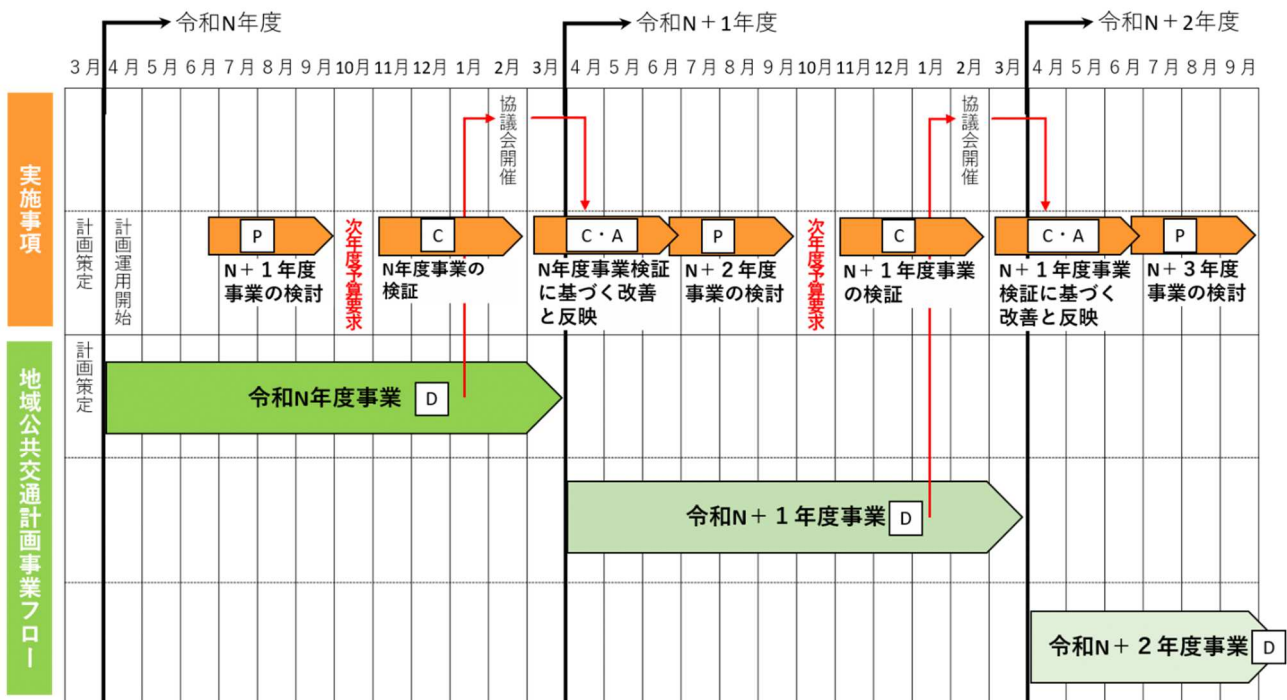 令和N年度
令和N＋1年度
令和N＋2年度
3月 4月 5月 6月 7月 8月 9月 10月 11月 12月 1月 2月 3月 4月 5月 6月 7月 8月 9月 10月 11月 12月 1月 2月 3月 4月 5月 6月 7月 8月 9月
実施事項
協議会開催
協議会開催
計画策定
計画運用開始
P
N＋1年度
事業の検討
次年度予算要求
C
N年度事業の
検証
C・A
N年度事業検証
に基づく改善
と反映
P
N＋2年度
事業の検討
次年度予算要求
C
N＋1年度事業
の検証
C・A
N＋1年度事業
検証に基づく
改善と反映
P
N＋3年度
事業の検討
地域公共交通計画事業フロー
計画策定
令和N年度事業 D
令和N＋1年度事業 D
令和N＋2年度事業 D